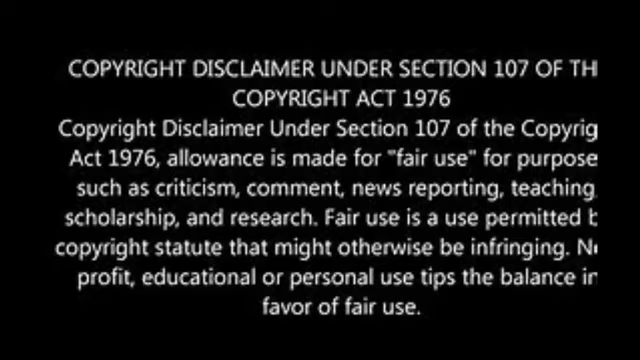 COPYRIGHT DISCLAIMER UNDER SECTION 107 OF TH
COPYRIGHT ACT 1976
Copyright Disclaimer Under Section 107 of the Copyrig
Act 1976, allowance is made for "fair use" for purpose
such as criticism, comment, news reporting, teaching
scholarship, and research. Fair use is a use permitted b
copyright statute that might otherwise be infringing. N
profit, educational or personal use tips the balance in
favor of fair use.